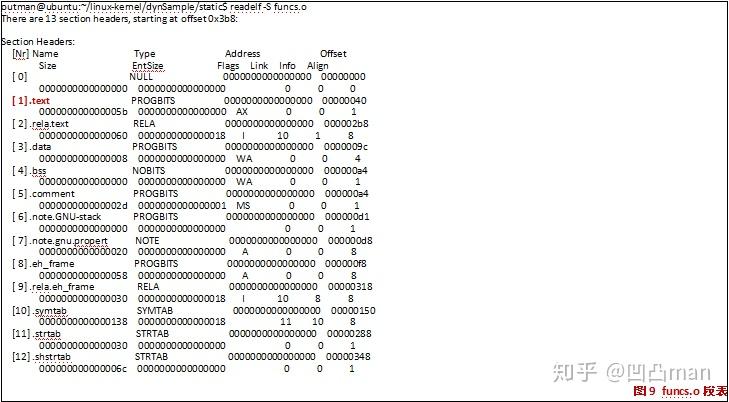 outman@ubuntu:~/linux-kernel/dynSample/static$ readelf -S funcs.o
There are 13 section headers, starting at offset 0x3b8:
Section Headers:
[Nr] Name Type Address Offset
Size EntSize Flags Link Info Align
[ 0] NULL 0000000000000000 00000000
0000000000000000 0000000000000000 0 0 0
[ 1] .text PROGBITS 0000000000000000 00000040
000000000000005b 0000000000000000 AX 0 0 1
[ 2] .rela.text RELA 0000000000000000 000002b8
0000000000000060 0000000000000018 I 10 1 8
[ 3] .data PROGBITS 0000000000000000 0000009c
0000000000000008 0000000000000000 WA 0 0 4
[ 4] .bss NOBITS 0000000000000000 000000a4
0000000000000000 0000000000000000 WA 0 0 1
[ 5] .comment PROGBITS 0000000000000000 000000a4
000000000000002d 0000000000000001 MS 0 0 1
[ 6] .note.GNU-stack PROGBITS 0000000000000000 000000d1
0000000000000000 0000000000000000 0 0 1
[ 7] .note.gnu.propert NOTE 0000000000000000 000000d8
0000000000000020 0000000000000000 A 0 0 8
[ 8] .eh_frame PROGBITS 0000000000000000 000000f8
0000000000000058 0000000000000000 A 0 0 8
[ 9] .rela.eh_frame RELA 0000000000000000 00000318
0000000000000030 0000000000000018 I 10 8 8
[10] .symtab SYMTAB 0000000000000000 00000150
0000000000000138 0000000000000018 11 10 8
[11] .strtab STRTAB 0000000000000000 00000288
0000000000000030 0000000000000000 0 0 1
[12] .shstrtab STRTAB 0000000000000000 00000348
000000000000006c 0000000000000000 0 0 1
知乎 @凹凸man
图9 funcs.o 段表